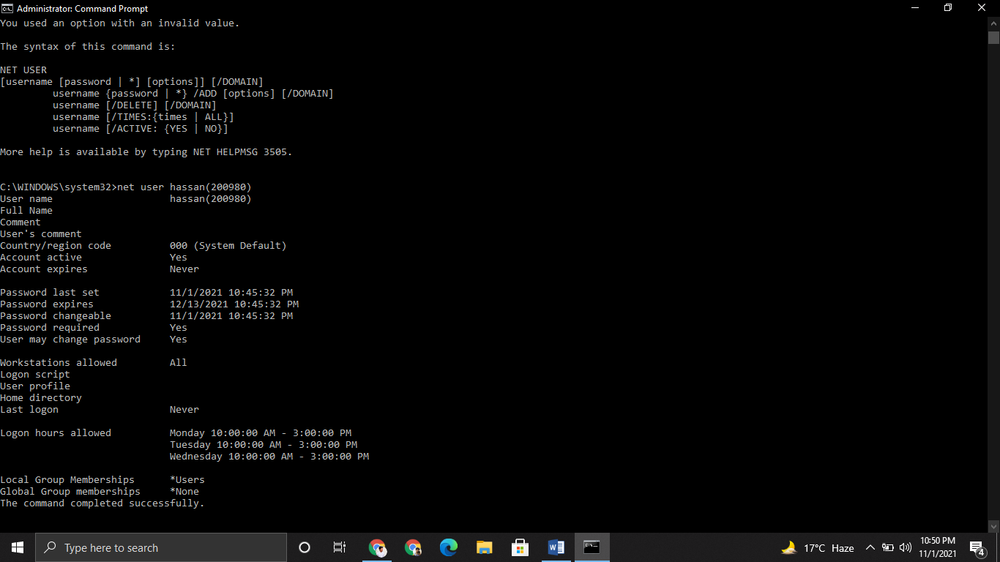 Administrator: Command Prompt
You used an option with an invalid value.
The syntax of this command is:
NET USER
[username [password | *] [options]] [/DOMAIN]
username {password | *} /ADD [options] [/DOMAIN]
username [/DELETE] [/DOMAIN]
username [/TIMES:{times | ALL}]
username [/ACTIVE: {YES | NO}]
More help is available by typing NET HELPMSG 3505.
C:\WINDOWS\system32>net user hassan(200980)
User name hassan(200980)
Full Name
Comment
User's comment
Country/region code 000 (System Default)
Account active Yes
Account expires Never
Password last set 11/1/2021 10:45:32 PM
Password expires 12/13/2021 10:45:32 PM
Password changeable 11/1/2021 10:45:32 PM
Password required Yes
User may change password Yes
Workstations allowed All
Logon script
User profile
Home directory
Last logon Never
Logon hours allowed Monday 10:00:00 AM - 3:00:00 PM
Tuesday 10:00:00 AM - 3:00:00 PM
Wednesday 10:00:00 AM - 3:00:00 PM
Local Group Memberships *Users
Global Group memberships *None
The command completed successfully.
Type here to search
17°C Haze
10:50 PM
11/1/2021
4